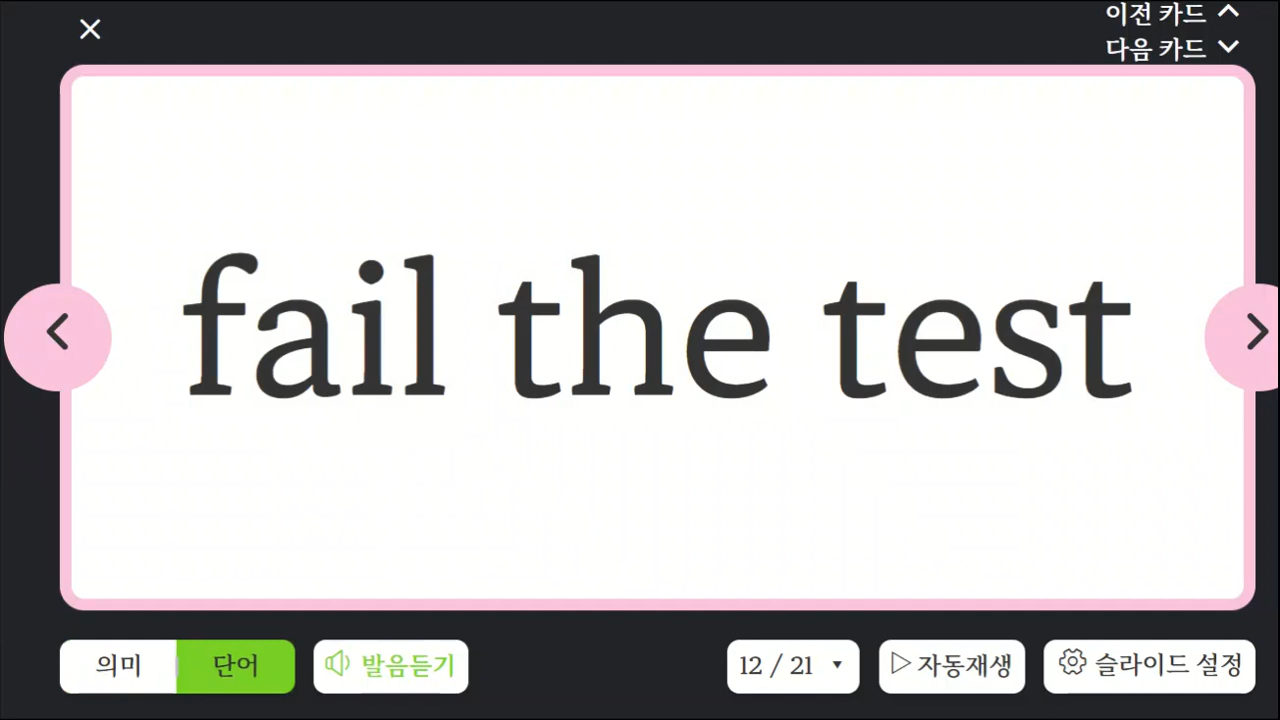 이전 카드
다음 카드
fail the test
의미 단어 발음듣기 12 / 21 자동재생 슬라이드 설정